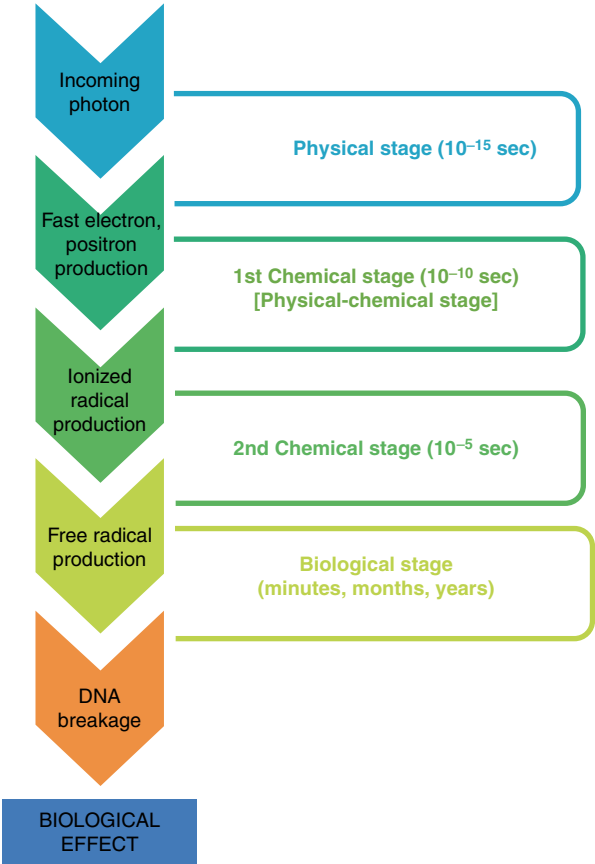 Incoming
photon
Physical stage (10⁻¹⁵ sec)
Fast electron,
positron
production
1st Chemical stage (10⁻¹⁰ sec)
[Physical-chemical stage]
Ionized
radical
production
2nd Chemical stage (10⁻⁵ sec)
Free radical
production
Biological stage
(minutes, months, years)
DNA
breakage
BIOLOGICAL
EFFECT